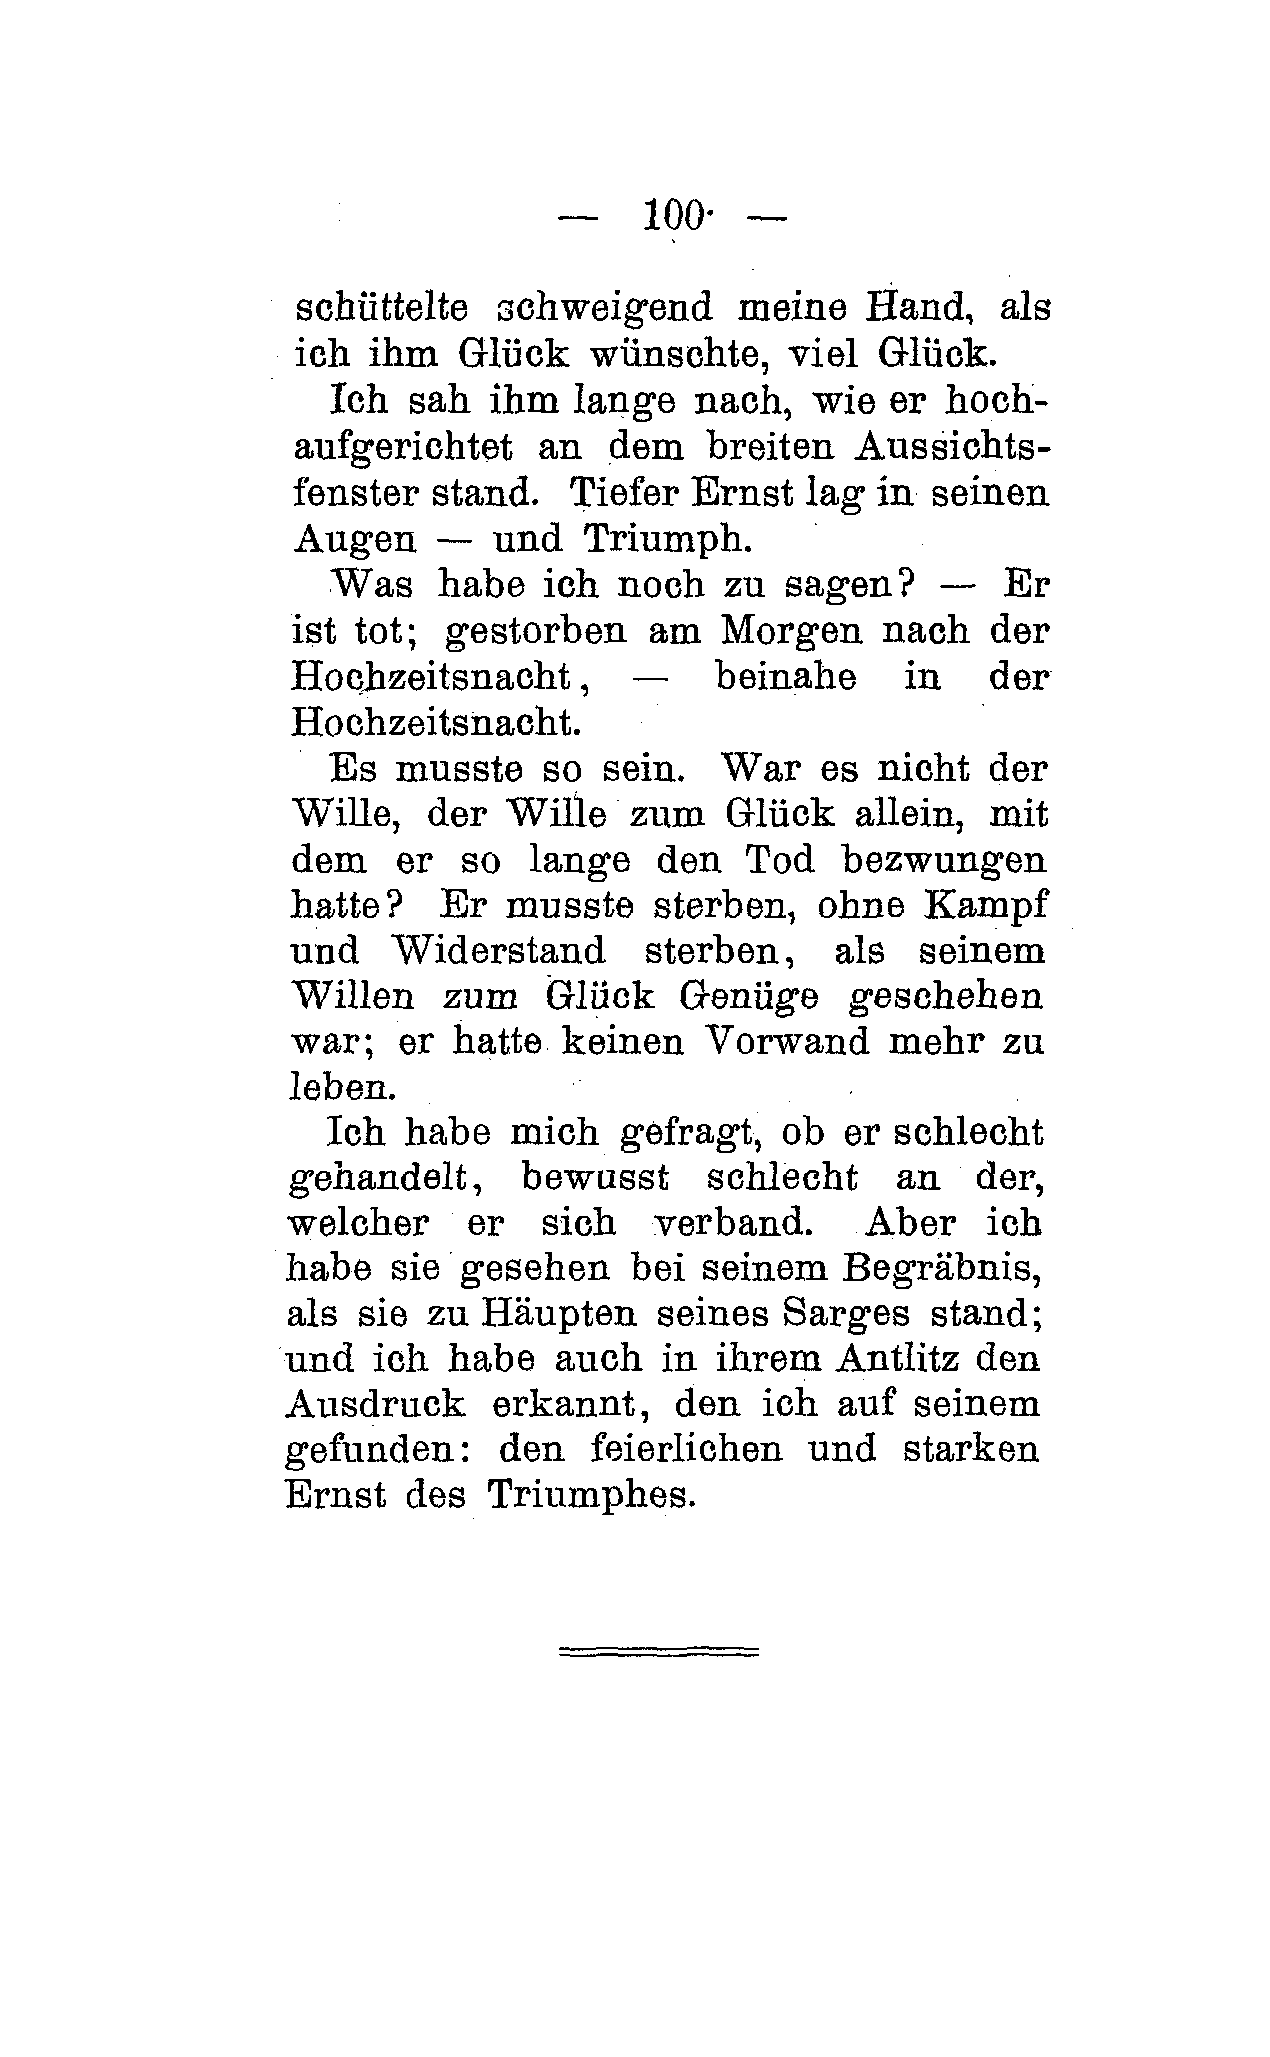 — 100 —
schüttelte schweigend meine Hand, als
ich ihm Glück wünschte, viel Glück.
Ich sah ihm lange nach, wie er hoch-
aufgerichtet an dem breiten Aussichts-
fenster stand. Tiefer Ernst lag in seinen
Augen — und Triumph.
Was habe ich noch zu sagen? — Er
ist tot; gestorben am Morgen nach der
Hochzeitsnacht, — beinahe in der
Hochzeitsnacht.
Es musste so sein. War es nicht der
Wille, der Wille zum Glück allein, mit
dem er so lange den Tod bezwungen
hatte? Er musste sterben, ohne Kampf
und Widerstand sterben, als seinem
Willen zum Glück Genüge geschehen
war; er hatte keinen Vorwand mehr zu
leben.
Ich habe mich gefragt, ob er schlecht
gehandelt, bewusst schlecht an der,
welcher er sich verband. Aber ich
habe sie gesehen bei seinem Begräbnis,
als sie zu Häupten seines Sarges stand;
und ich habe auch in ihrem Antlitz den
Ausdruck erkannt, den ich auf seinem
gefunden: den feierlichen und starken
Ernst des Triumphes.